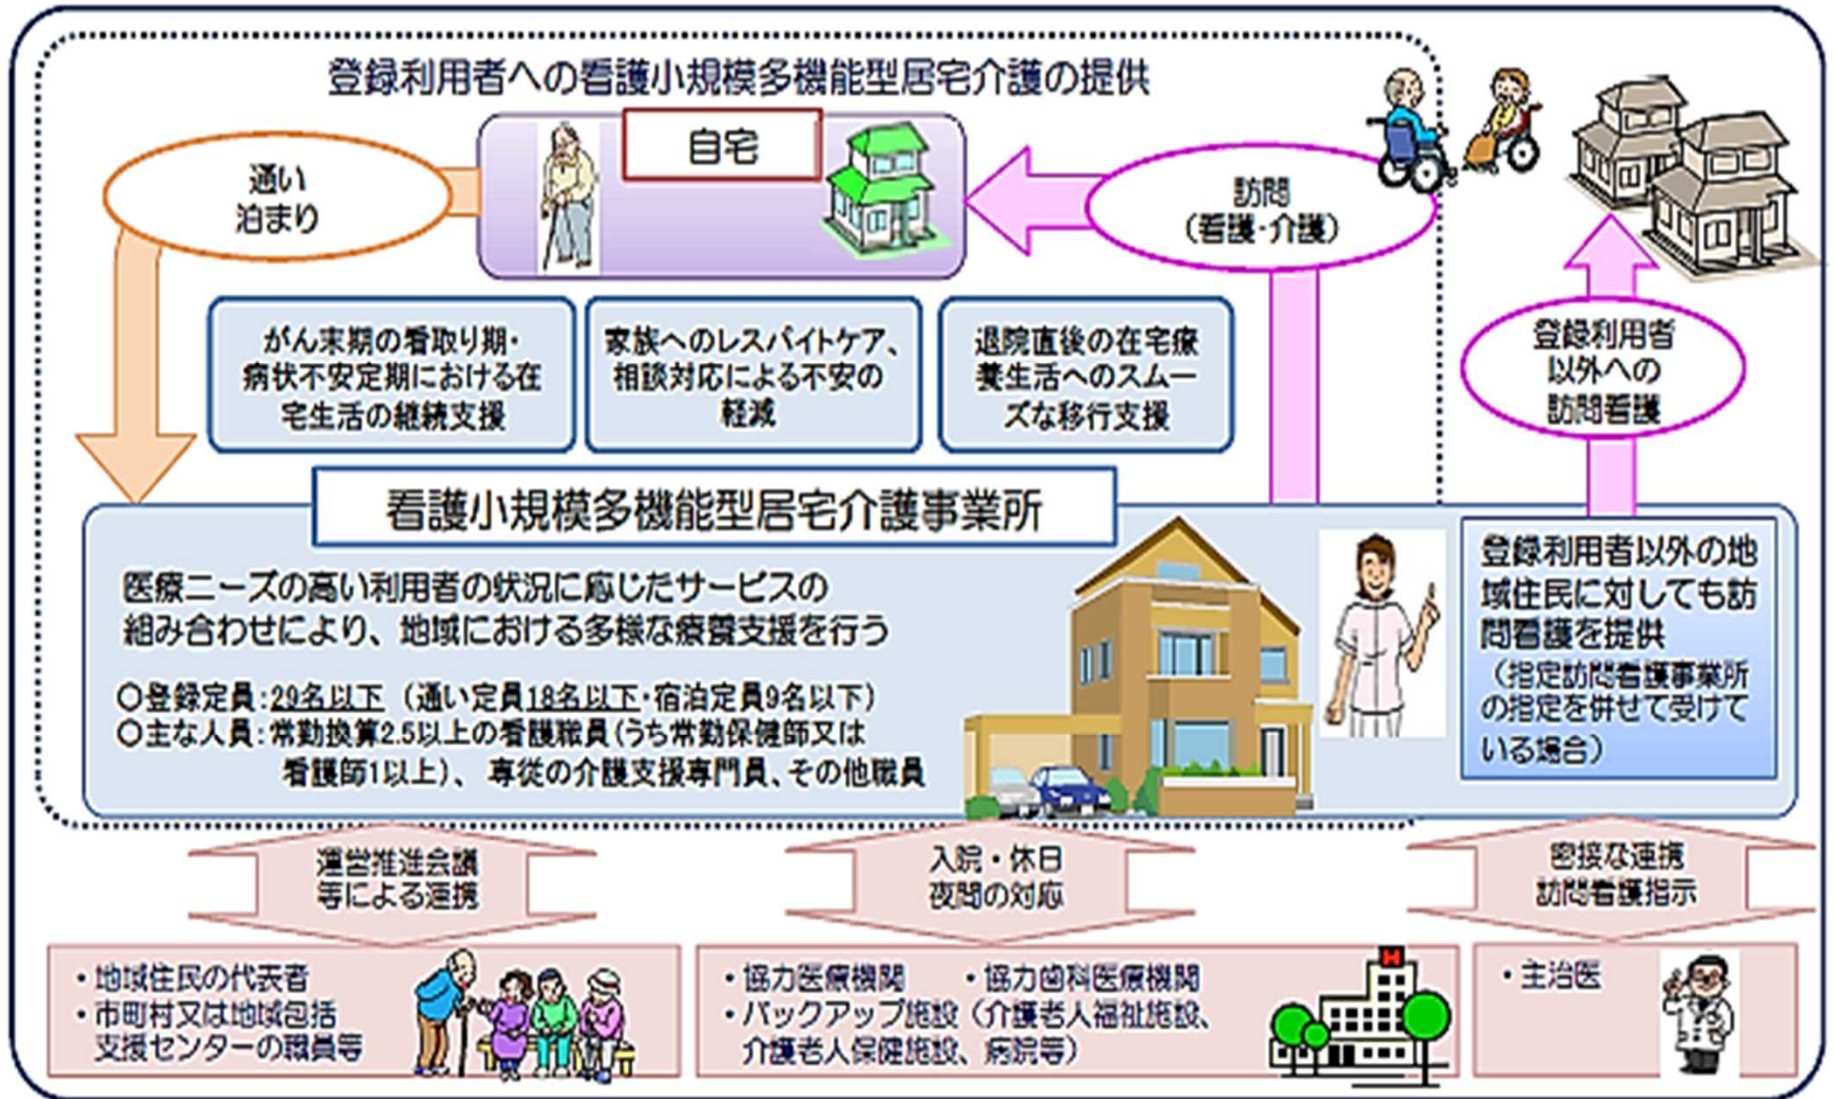 登録利用者への看護小規模多機能型居宅介護の提供
自宅
通い
泊まり
訪問
（看護・介護）
がん末期の看取り期・
病状不安定期における在
宅生活の継続支援
家族へのレスパイトケア、
相談対応による不安の
軽減
退院直後の在宅療
養生活へのスムー
ズな移行支援
登録利用者
以外への
訪問看護
看護小規模多機能型居宅介護事業所
医療ニーズの高い利用者の状況に応じたサービスの
組み合わせにより、地域における多様な療養支援を行う
○登録定員：29名以下（通い定員18名以下・宿泊定員9名以下）
○主な人員：常勤換算2.5以上の看護職員（うち常勤保健師又は
看護師1以上）、専従の介護支援専門員、その他職員
登録利用者以外の地
域住民に対しても訪
問看護を提供
（指定訪問看護事業所
の指定を併せて受けて
いる場合）
運営推進会議
等による連携
入院・休日
夜間の対応
密接な連携
訪問看護指示
・地域住民の代表者
・市町村又は地域包括
支援センターの職員等
・協力医療機関　・協力歯科医療機関
・バックアップ施設（介護老人福祉施設、
介護老人保健施設、病院等）
H
・主治医